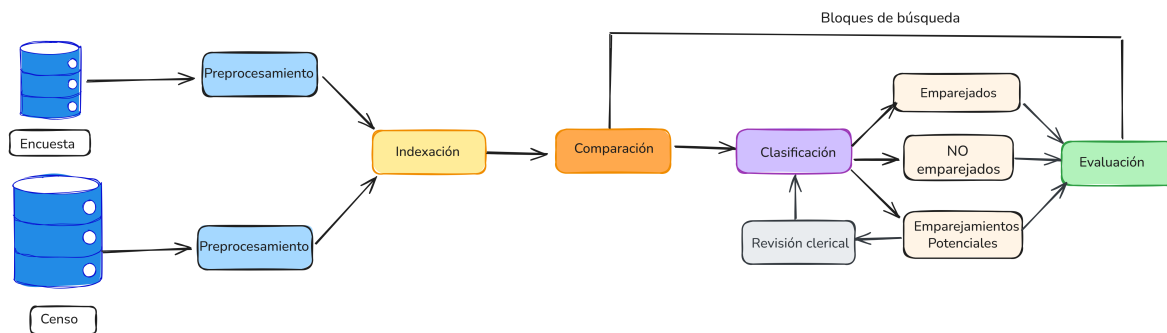 Bloques de búsqueda
Preprocesamiento
Encuesta
Indexación
Comparación
Clasificación
Emparejados
NO
emparejados
Emparejamientos
Potenciales
Evaluación
Revisión clerical
Preprocesamiento
Censo